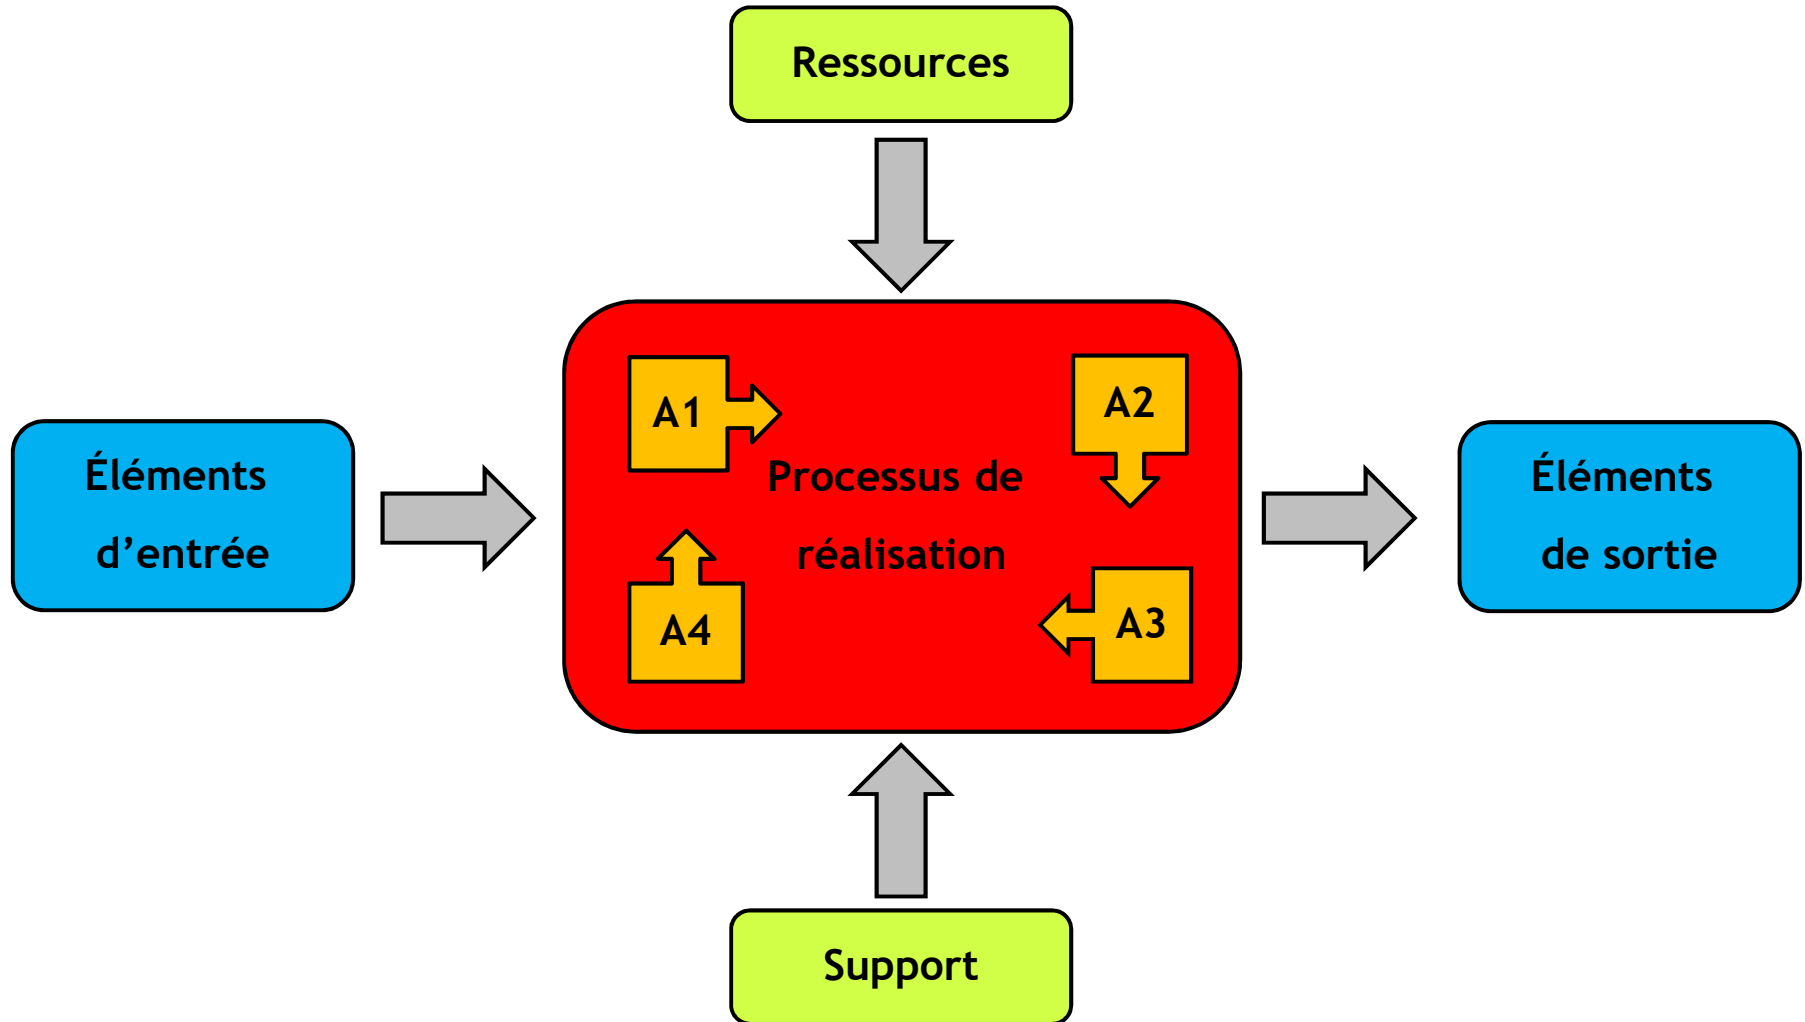 Ressources
A1
A2
Processus de
réalisation
Éléments
d’entrée
Éléments
de sortie
A4
A3
Support